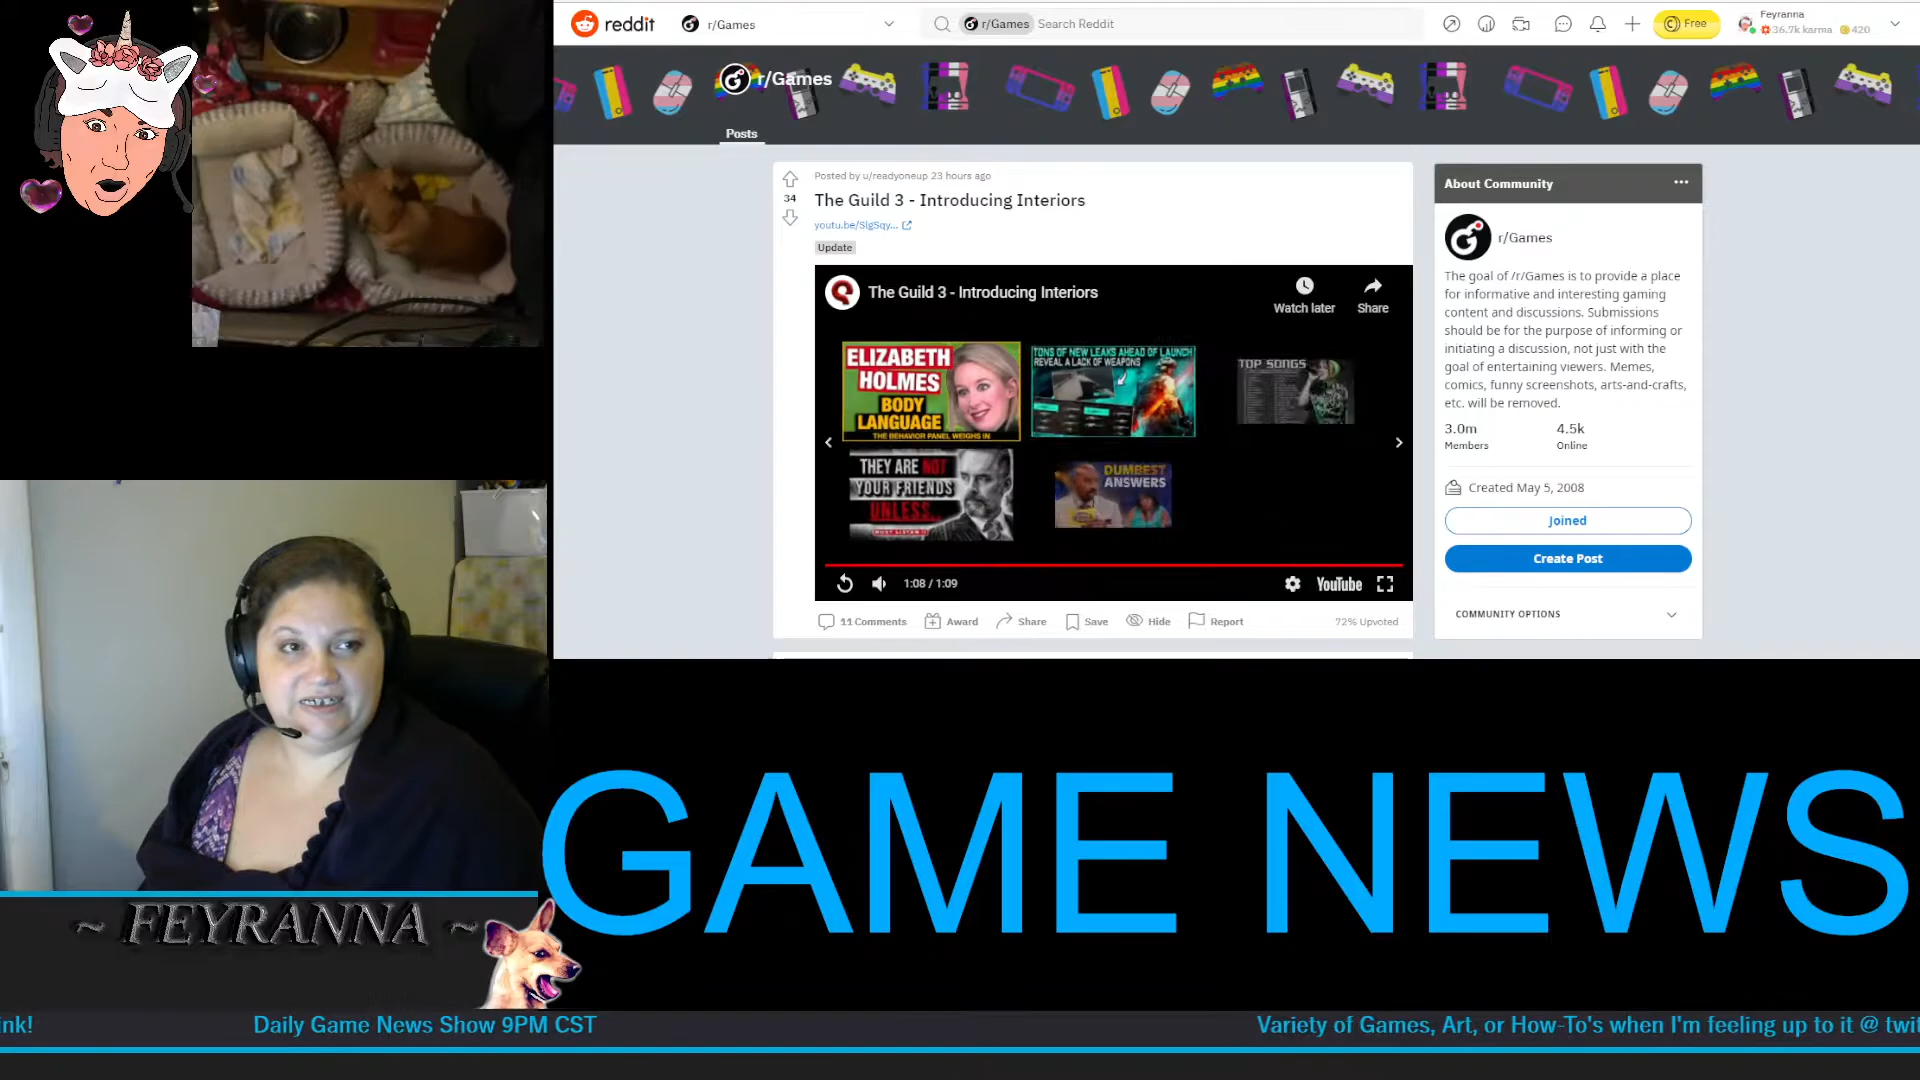 reddit
r/Games
r/Games
Search Reddit
Free
Feyranna
36.7k karma
420
r/Games
Posts
34
Posted by u/readyoneup 23 hours ago
The Guild 3 - Introducing Interiors
youtu.be/SlgSqy...
Update
The Guild 3 - Introducing Interiors
Watch later
Share
ELIZABETH
HOLMES
BODY
LANGUAGE
THE BEHAVIOR PANEL WEIGHS IN
TONS OF NEW LEAKS AHEAD OF LAUNCH
REVEAL A LACK OF WEAPONS
TOP SONGS
THEY ARE NOT
YOUR FRIENDS
UNLESS..
MUST LISTEN
DUMBEST
ANSWERS
1:08 / 1:09
YouTube
11 Comments
Award
Share
Save
Hide
Report
72% Upvoted
About Community
r/Games
The goal of /r/Games is to provide a place
for informative and interesting gaming
content and discussions. Submissions
should be for the purpose of informing or
initiating a discussion, not just with the
goal of entertaining viewers. Memes,
comics, funny screenshots, arts-and-crafts,
etc. will be removed.
3.0m
Members
4.5k
Online
Created May 5, 2008
Joined
Create Post
COMMUNITY OPTIONS
GAME NEWS
~ FEYRANNA ~
ink!
Daily Game News Show 9PM CST
Variety of Games, Art, or How-To's when I'm feeling up to it @ twit